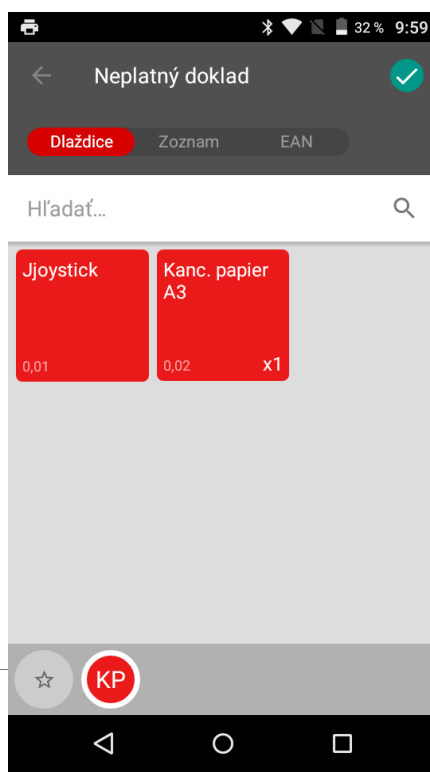 32 % 9:59
Neplatný doklad
Dlaždice Zoznam EAN
Hľadať...
Jjoystick
Kanc. papier
A3
0,01
0,02 x1
KP